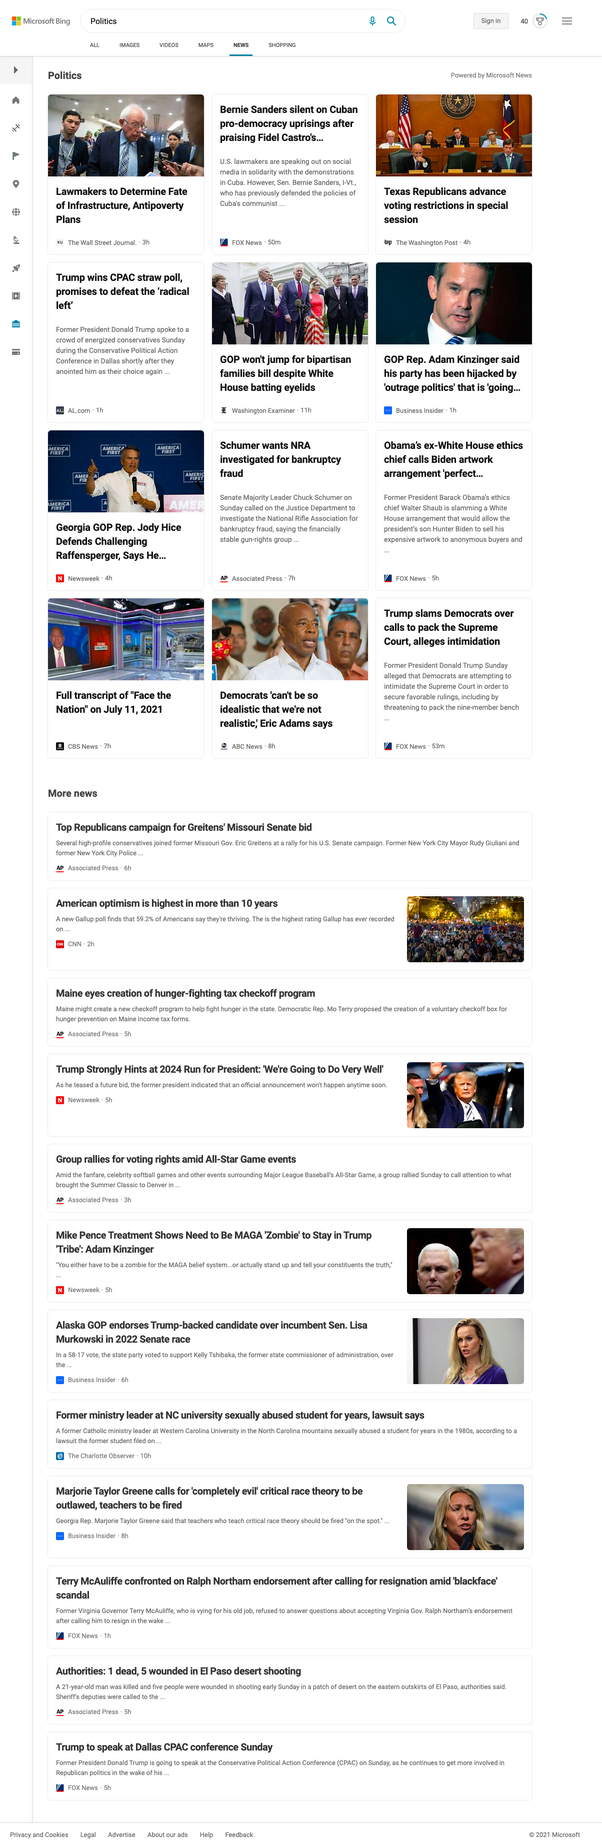 Microsoft Bing
Politics
Sign in
40
ALL
IMAGES
VIDEOS
MAPS
NEWS
SHOPPING
Politics
Powered by Microsoft News
Lawmakers to Determine Fate
of Infrastructure, Antipoverty
Plans
The Wall Street Journal. · 3h
Bernie Sanders silent on Cuban
pro-democracy uprisings after
praising Fidel Castro's...
U.S. lawmakers are speaking out on social
media in solidarity with the demonstrations
in Cuba. However, Sen. Bernie Sanders, I-Vt.,
who has previously defended the policies of
Cuba's communist ...
FOX News · 50m
Texas Republicans advance
voting restrictions in special
session
The Washington Post · 4h
Trump wins CPAC straw poll,
promises to defeat the ‘radical
left’
Former President Donald Trump spoke to a
crowd of energized conservatives Sunday
during the Conservative Political Action
Conference in Dallas shortly after they
anointed him as their choice again ...
AL.com · 1h
GOP won't jump for bipartisan
families bill despite White
House batting eyelids
Washington Examiner · 11h
GOP Rep. Adam Kinzinger said
his party has been hijacked by
'outrage politics' that is 'going...
Business Insider · 1h
AMERICA
FIRST
Georgia GOP Rep. Jody Hice
Defends Challenging
Raffensperger, Says He...
Newsweek · 4h
Schumer wants NRA
investigated for bankruptcy
fraud
Senate Majority Leader Chuck Schumer on
Sunday called on the Justice Department to
investigate the National Rifle Association for
bankruptcy fraud, saying the financially
stable gun-rights group ...
AP Associated Press · 7h
Obama’s ex-White House ethics
chief calls Biden artwork
arrangement 'perfect...
Former President Barack Obama’s ethics
chief Walter Shaub is slamming a White
House arrangement that would allow the
president's son Hunter Biden to sell his
expensive artwork to anonymous buyers and
...
FOX News · 5h
Full transcript of "Face the
Nation" on July 11, 2021
CBS News · 7h
Democrats 'can't be so
idealistic that we're not
realistic,' Eric Adams says
ABC News · 8h
Trump slams Democrats over
calls to pack the Supreme
Court, alleges intimidation
Former President Donald Trump Sunday
alleged that Democrats are attempting to
intimidate the Supreme Court in order to
secure favorable rulings, including by
threatening to pack the nine-member bench
...
FOX News · 53m
More news
Top Republicans campaign for Greitens' Missouri Senate bid
Several high-profile conservatives joined former Missouri Gov. Eric Greitens at a rally for his U.S. Senate campaign. Former New York City Mayor Rudy Giuliani and
former New York City Police ...
AP Associated Press · 6h
American optimism is highest in more than 10 years
A new Gallup poll finds that 59.2% of Americans say they're thriving. The is the highest rating Gallup has ever recorded
on ...
CNN · 2h
Maine eyes creation of hunger-fighting tax checkoff program
Maine might create a new checkoff program to help fight hunger in the state. Democratic Rep. Mo Terry proposed the creation of a voluntary checkoff box for
hunger prevention on Maine income tax forms.
AP Associated Press · 5h
Trump Strongly Hints at 2024 Run for President: 'We're Going to Do Very Well'
As he teased a future bid, the former president indicated that an official announcement won't happen anytime soon.
Newsweek · 5h
Group rallies for voting rights amid All-Star Game events
Amid the fanfare, celebrity softball games and other events surrounding Major League Baseball's All-Star Game, a group rallied Sunday to call attention to what
brought the Summer Classic to Denver in ...
AP Associated Press · 3h
Mike Pence Treatment Shows Need to Be MAGA 'Zombie' to Stay in Trump
'Tribe': Adam Kinzinger
"You either have to be a zombie for the MAGA belief system...or actually stand up and tell your constituents the truth,"
...
Newsweek · 5h
Alaska GOP endorses Trump-backed candidate over incumbent Sen. Lisa
Murkowski in 2022 Senate race
In a 58-17 vote, the state party voted to support Kelly Tshibaka, the former state commissioner of administration, over
the ...
Business Insider · 6h
Former ministry leader at NC university sexually abused student for years, lawsuit says
A former Catholic ministry leader at Western Carolina University in the North Carolina mountains sexually abused a student for years in the 1980s, according to a
lawsuit the former student filed on ...
The Charlotte Observer · 10h
Marjorie Taylor Greene calls for 'completely evil' critical race theory to be
outlawed, teachers to be fired
Georgia Rep. Marjorie Taylor Greene said that teachers who teach critical race theory should be fired "on the spot." ...
Business Insider · 8h
Terry McAuliffe confronted on Ralph Northam endorsement after calling for resignation amid 'blackface'
scandal
Former Virginia Governor Terry McAuliffe, who is vying for his old job, refused to answer questions about accepting Virginia Gov. Ralph Northam's endorsement
after calling him to resign in the wake ...
FOX News · 1h
Authorities: 1 dead, 5 wounded in El Paso desert shooting
A 21-year-old man was killed and five people were wounded in shooting early Sunday in a patch of desert on the eastern outskirts of El Paso, authorities said.
Sheriff's deputies were called to the ...
AP Associated Press · 5h
Trump to speak at Dallas CPAC conference Sunday
Former President Donald Trump is going to speak at the Conservative Political Action Conference (CPAC) on Sunday, as he continues to get more involved in
Republican politics in the wake of his ...
FOX News · 5h
Privacy and Cookies
Legal
Advertise
About our ads
Help
Feedback
© 2021 Microsoft